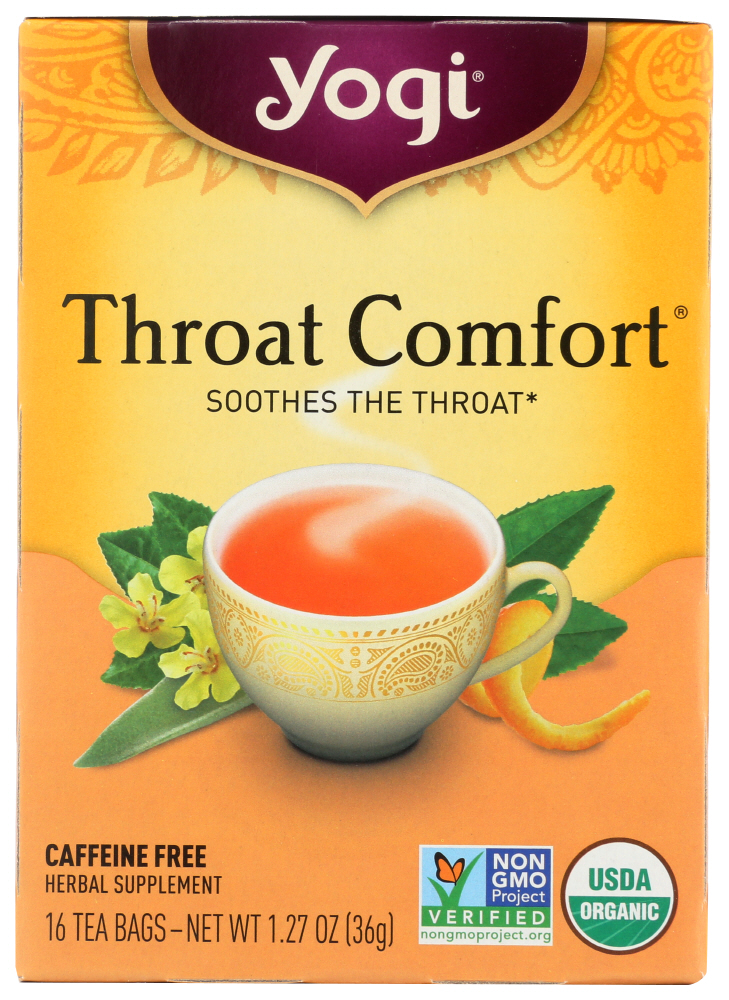 yogi®
Throat Comfort®
SOOTHES THE THROAT*
CAFFEINE FREE
HERBAL SUPPLEMENT
16 TEA BAGS–NET WT 1.27 OZ (36g)
NON
GMO
Project
VERIFIED
nongmoproject.org
USDA
ORGANIC